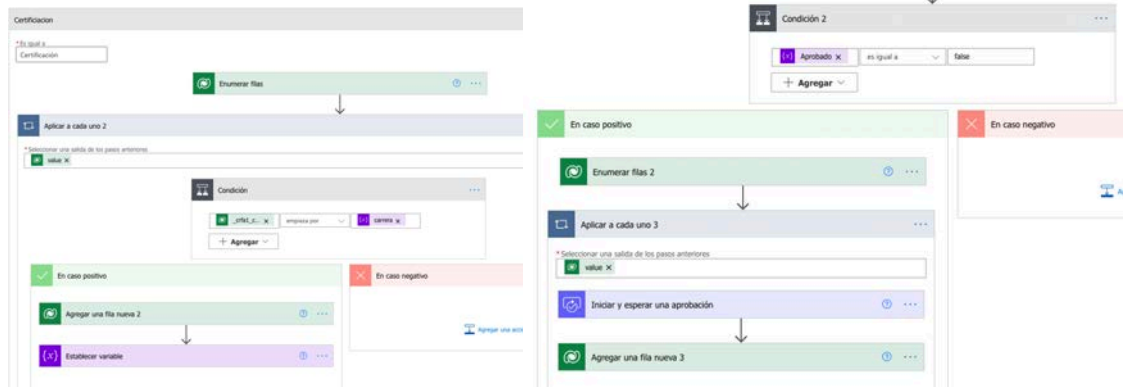 Certificiacion
* Es igual a
Certificación
Enumerar filas
Aplicar a cada uno 2
* Seleccionar una salida de los pasos anteriores
value
Condición
empieza por
carrera
Agregar
En caso positivo
En caso negativo
Agregar una fila nueva 2
Agregar una acc
{x} Establecer variable
Condición 2
{x} Aprobado
es igual a
false
Agregar
En caso positivo
En caso negativo
Enumerar filas 2
Aplicar a cada uno 3
* Seleccionar una salida de los pasos anteriores
value
Iniciar y esperar una aprobación
Agregar una fila nueva 3